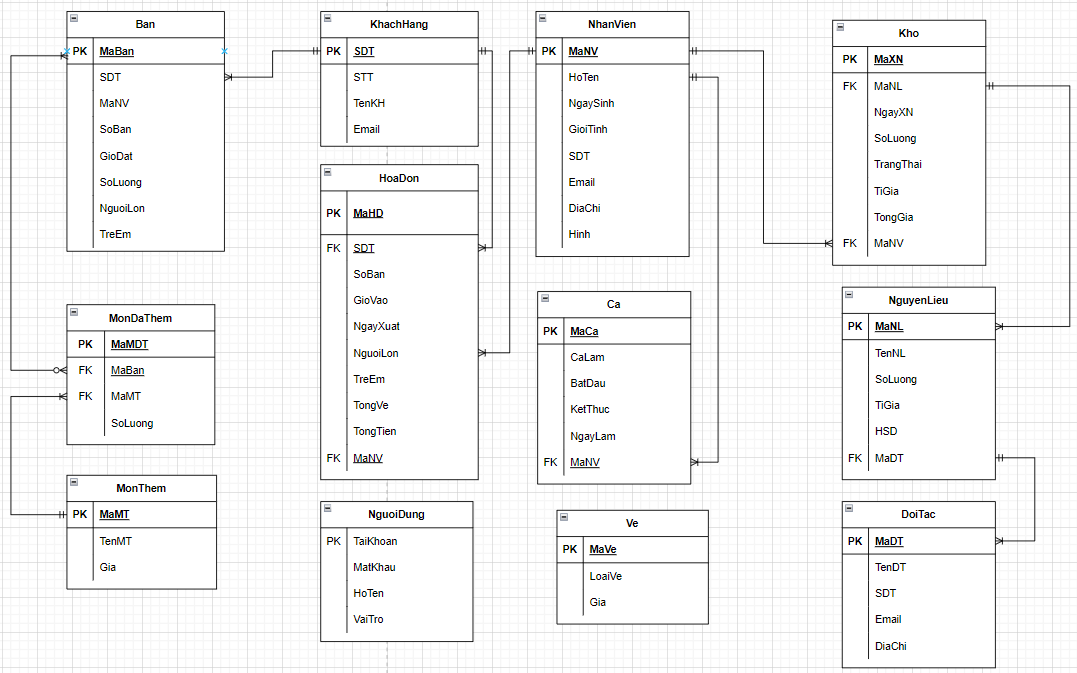 Ban
PK MaBan
SDT
MaNV
SoBan
GioDat
SoLuong
NguoiLon
TreEm
KhachHang
PK SDT
STT
TenKH
Email
NhanVien
PK MaNV
HoTen
NgaySinh
GioiTinh
SDT
Email
DiaChi
Hinh
Kho
PK MaXN
FK MaNL
NgayXN
SoLuong
TrangThai
TiGia
TongGia
FK MaNV
HoaDon
PK MaHD
FK SDT
SoBan
GioVao
NgayXuat
NguoiLon
TreEm
TongVe
TongTien
FK MaNV
MonDaThem
PK MaMDT
FK MaBan
FK MaMT
SoLuong
Ca
PK MaCa
CaLam
BatDau
KetThuc
NgayLam
FK MaNV
NguyenLieu
PK MaNL
TenNL
SoLuong
TiGia
HSD
FK MaDT
MonThem
PK MaMT
TenMT
Gia
NguoiDung
PK TaiKhoan
MatKhau
HoTen
VaiTro
Ve
PK MaVe
LoaiVe
Gia
DoiTac
PK MaDT
TenDT
SDT
Email
DiaChi